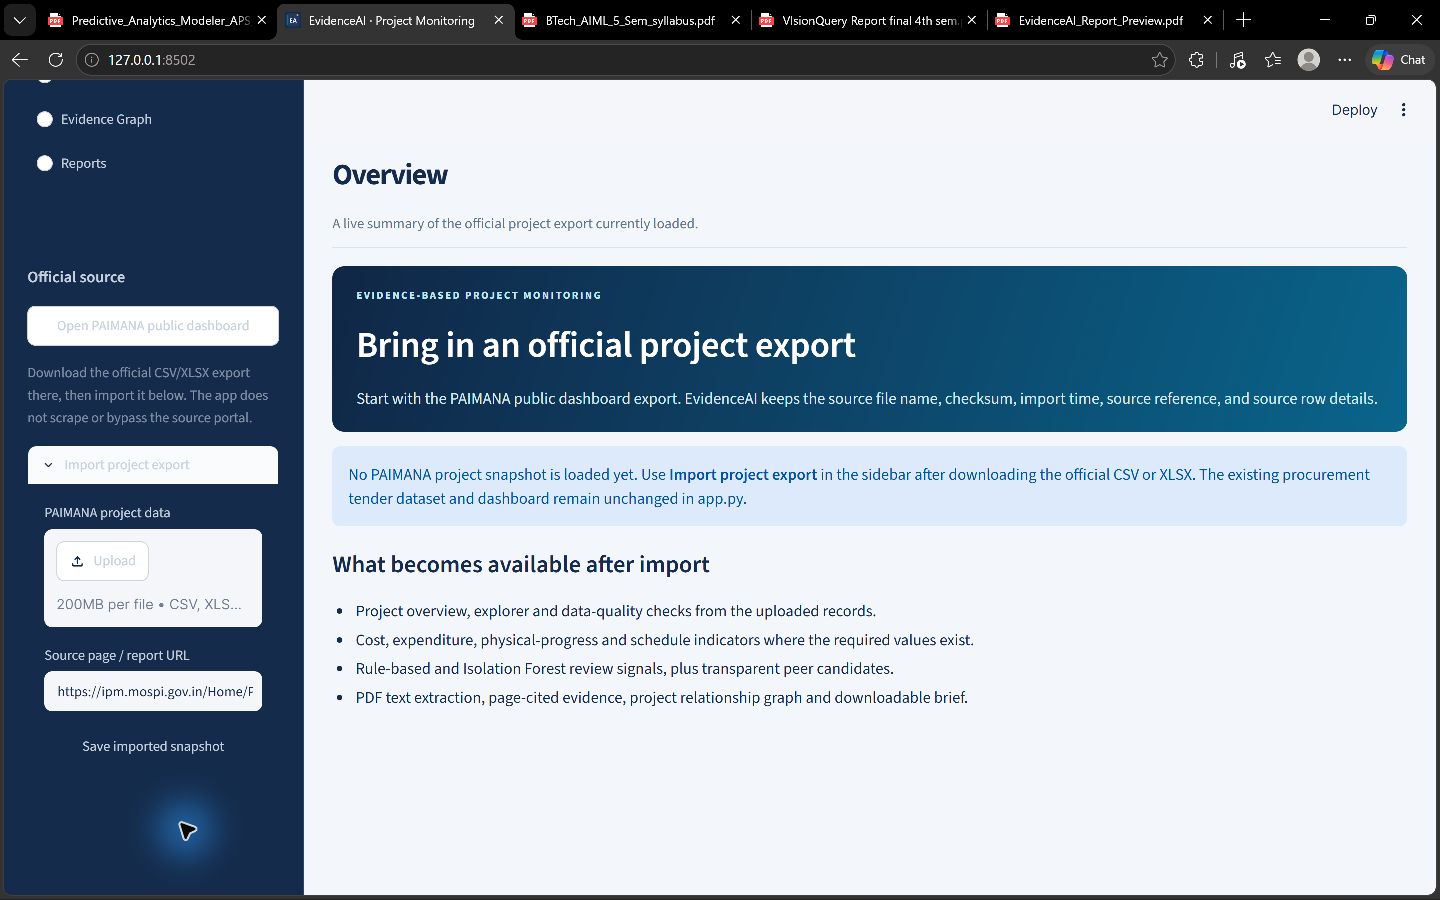 Predictive_Analytics_Modeler_APS
EvidenceAI · Project Monitoring
BTech_AIML_5_Sem_syllabus.pdf
VIsionQuery Report final 4th sem.
EvidenceAI_Report_Preview.pdf
127.0.0.1:8502
Chat
Evidence Graph
Reports
Official source
Open PAIMANA public dashboard
Download the official CSV/XLSX export
there, then import it below. The app does
not scrape or bypass the source portal.
Import project export
PAIMANA project data
Upload
200MB per file • CSV, XLS...
Source page / report URL
https://ipm.mospi.gov.in/Home/F
Save imported snapshot
Deploy
Overview
A live summary of the official project export currently loaded.
EVIDENCE-BASED PROJECT MONITORING
Bring in an official project export
Start with the PAIMANA public dashboard export. EvidenceAI keeps the source file name, checksum, import time, source reference, and source row details.
No PAIMANA project snapshot is loaded yet. Use Import project export in the sidebar after downloading the official CSV or XLSX. The existing procurement
tender dataset and dashboard remain unchanged in app.py.
What becomes available after import
• Project overview, explorer and data-quality checks from the uploaded records.
• Cost, expenditure, physical-progress and schedule indicators where the required values exist.
• Rule-based and Isolation Forest review signals, plus transparent peer candidates.
• PDF text extraction, page-cited evidence, project relationship graph and downloadable brief.